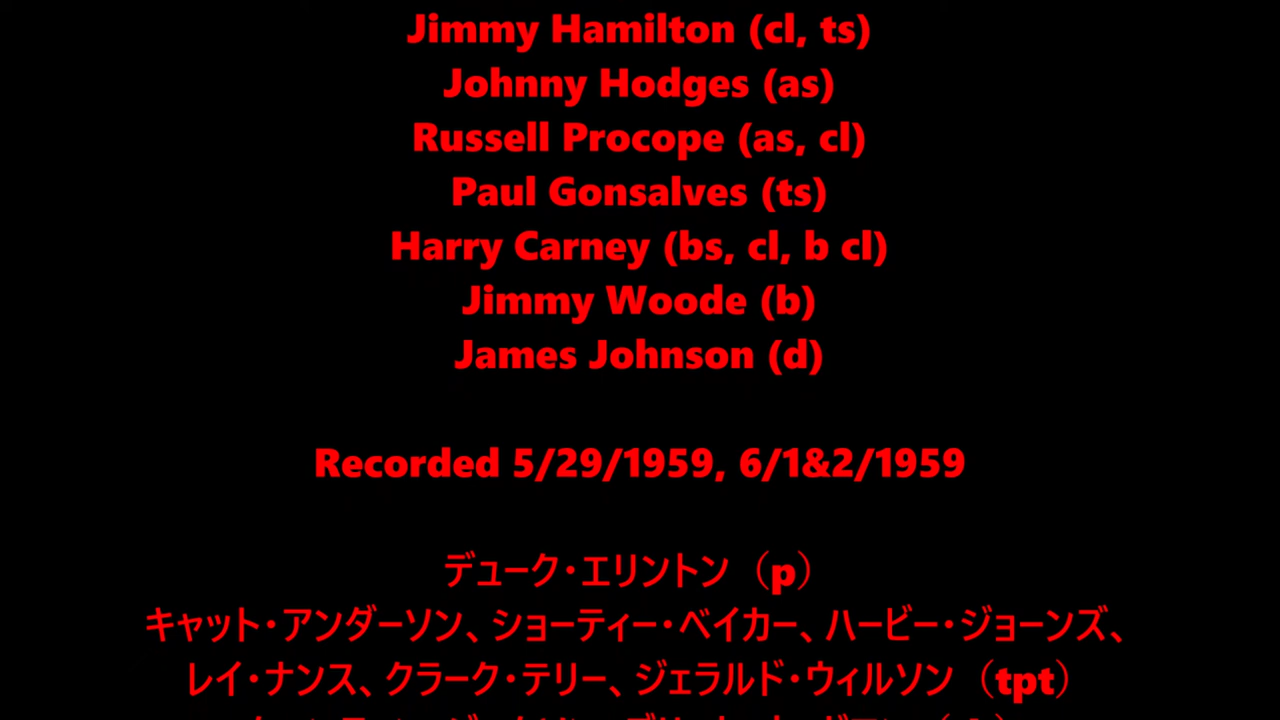 Jimmy Hamilton (cl, ts)
Johnny Hodges (as)
Russell Procope (as, cl)
Paul Gonsalves (ts)
Harry Carney (bs, cl, b cl)
Jimmy Woode (b)
James Johnson (d)
Recorded 5/29/1959, 6/1&2/1959
デューク・エリントン（p）
キャット・アンダーソン、ショーティー・ベイカー、ハービー・ジョーンズ、
レイ・ナンス、クラーク・テリー、ジェラルド・ウィルソン（tpt）